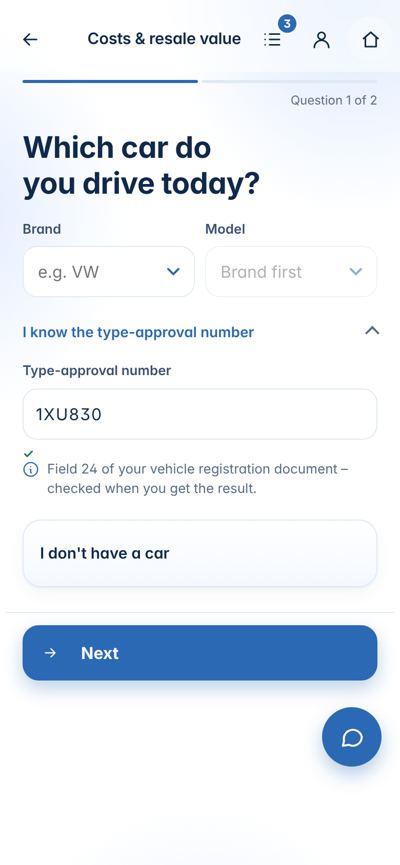 Costs & resale value
3
Question 1 of 2
Which car do
you drive today?
Brand
Model
e.g. VW
Brand first
I know the type-approval number
Type-approval number
1XU830
Field 24 of your vehicle registration document –
checked when you get the result.
I don't have a car
Next